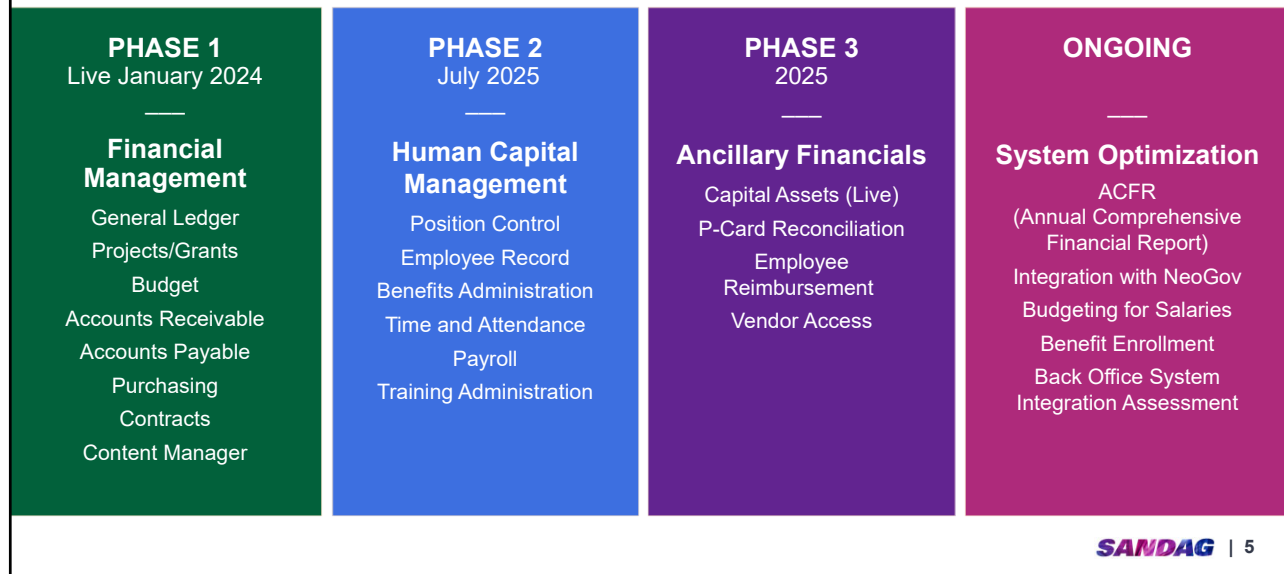 PHASE 1
Live January 2024
Financial
Management
General Ledger
Projects/Grants
Budget
Accounts Receivable
Accounts Payable
Purchasing
Contracts
Content Manager
PHASE 2
July 2025
Human Capital
Management
Position Control
Employee Record
Benefits Administration
Time and Attendance
Payroll
Training Administration
PHASE 3
2025
Ancillary Financials
Capital Assets (Live)
P-Card Reconciliation
Employee
Reimbursement
Vendor Access
ONGOING
System Optimization
ACFR
(Annual Comprehensive
Financial Report)
Integration with NeoGov
Budgeting for Salaries
Benefit Enrollment
Back Office System
Integration Assessment
SANDAG | 5